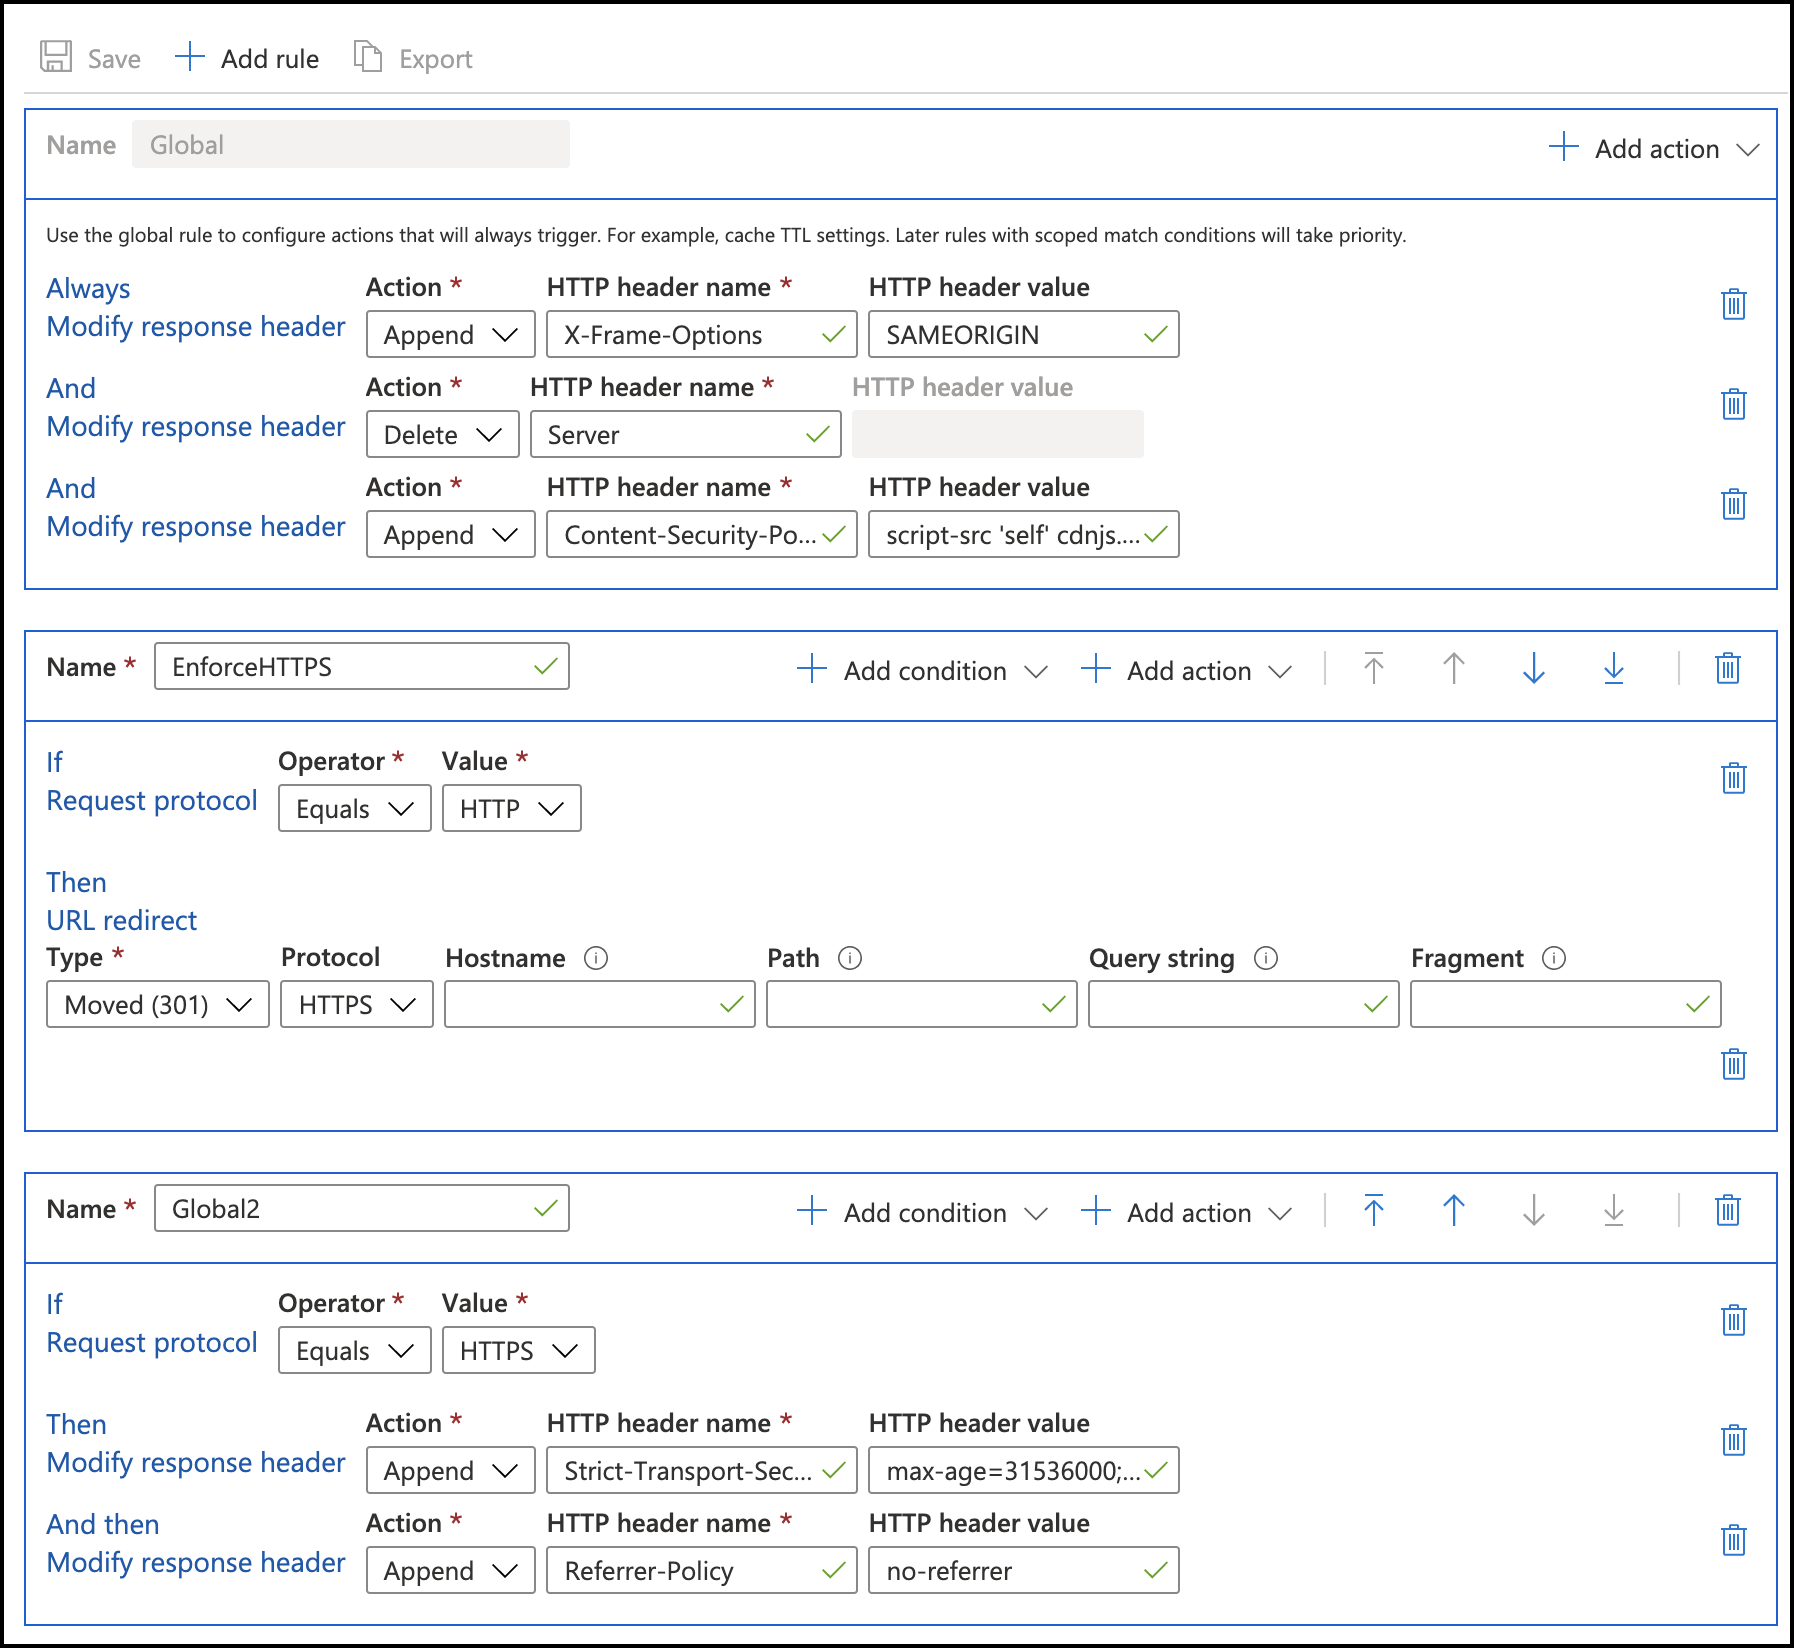 Save Add rule Export
Name Global Add action
Use the global rule to configure actions that will always trigger. For example, cache TTL settings. Later rules with scoped match conditions will take priority.
Always Action * HTTP header name * HTTP header value
Modify response header Append X-Frame-Options SAMEORIGIN
And Action * HTTP header name * HTTP header value
Modify response header Delete Server
And Action * HTTP header name * HTTP header value
Modify response header Append Content-Security-Po... script-src 'self' cdnjs....
Name * EnforceHTTPS Add condition Add action
If Operator * Value *
Request protocol Equals HTTP
Then
URL redirect
Type * Protocol Hostname Path Query string Fragment
Moved (301) HTTPS
Name * Global2 Add condition Add action
If Operator * Value *
Request protocol Equals HTTPS
Then Action * HTTP header name * HTTP header value
Modify response header Append Strict-Transport-Sec... max-age=31536000;...
And then Action * HTTP header name * HTTP header value
Modify response header Append Referrer-Policy no-referrer